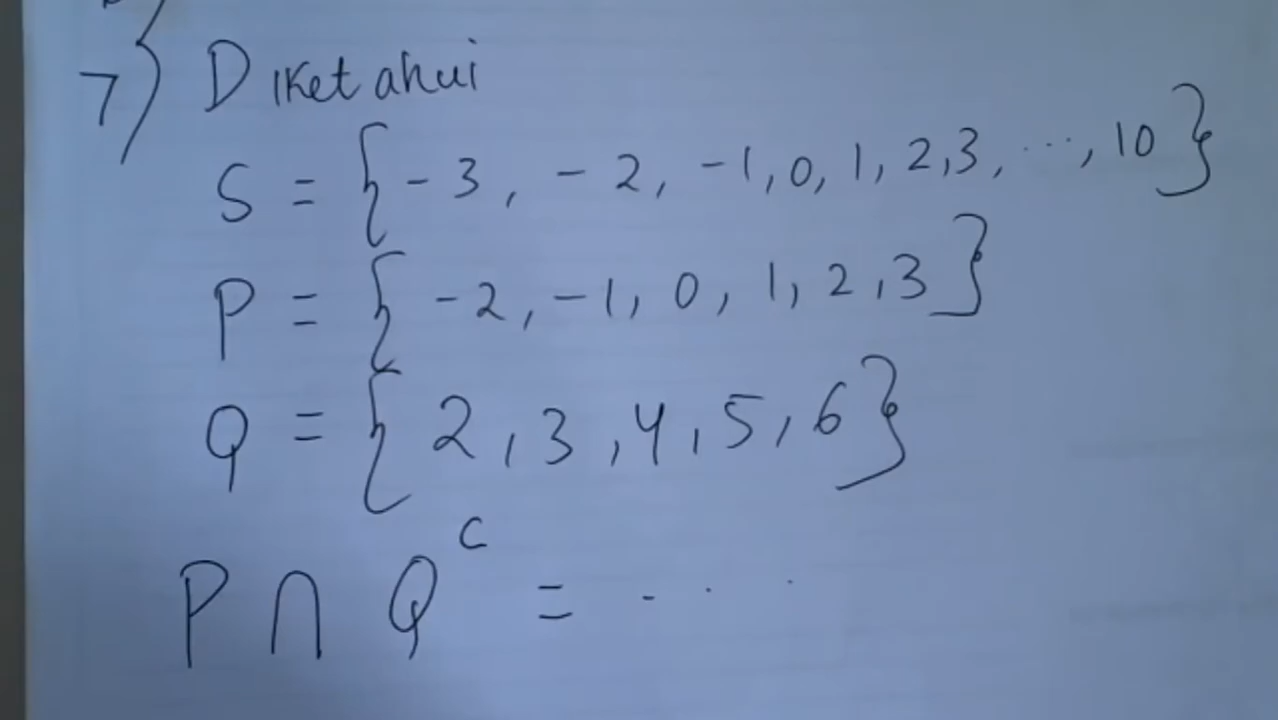 7) Diketahui
S = { -3, -2, -1, 0, 1, 2, 3, ..., 10 }
P = { -2, -1, 0, 1, 2, 3 }
Q = { 2, 3, 4, 5, 6 }
P ∩ Q^c = ...